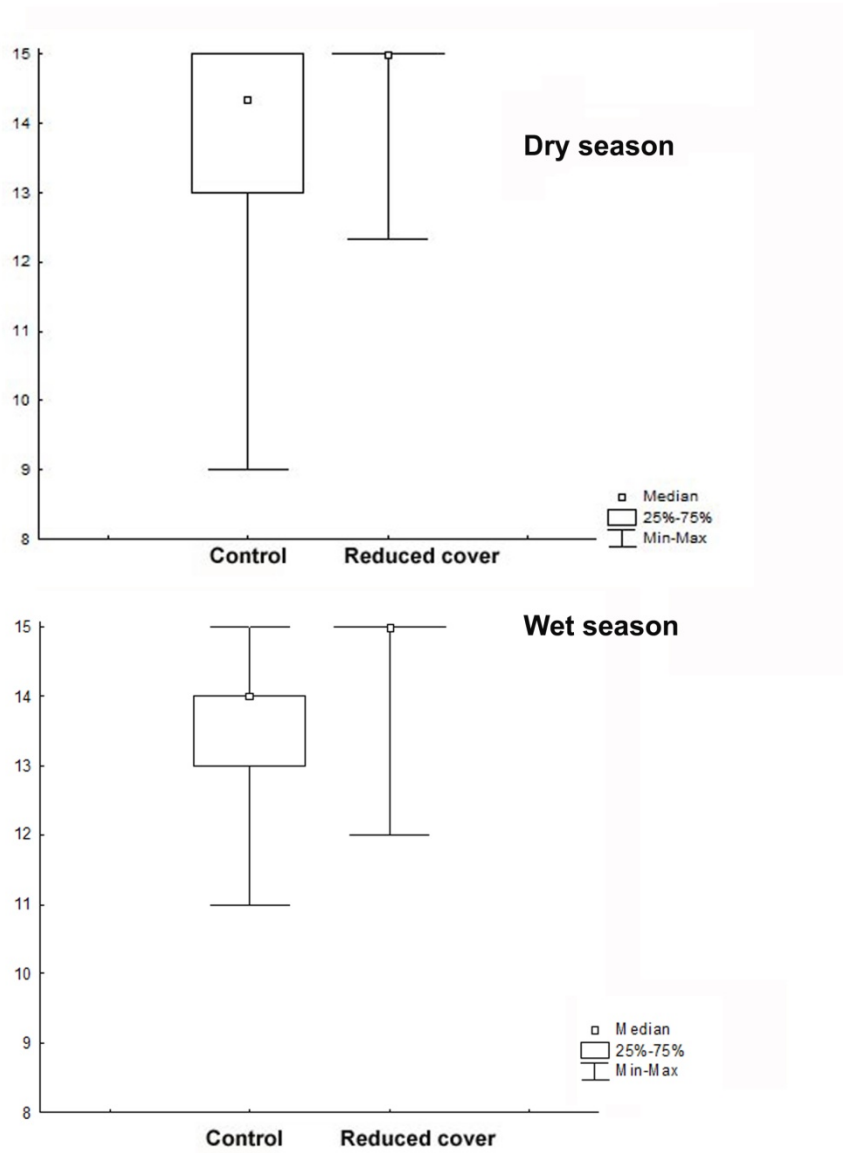 15
14
13
12
11
10
9
8
Dry season
Median
25%-75%
Min-Max
Control Reduced cover
15
14
13
12
11
10
9
8
Wet season
Median
25%-75%
Min-Max
Control Reduced cover